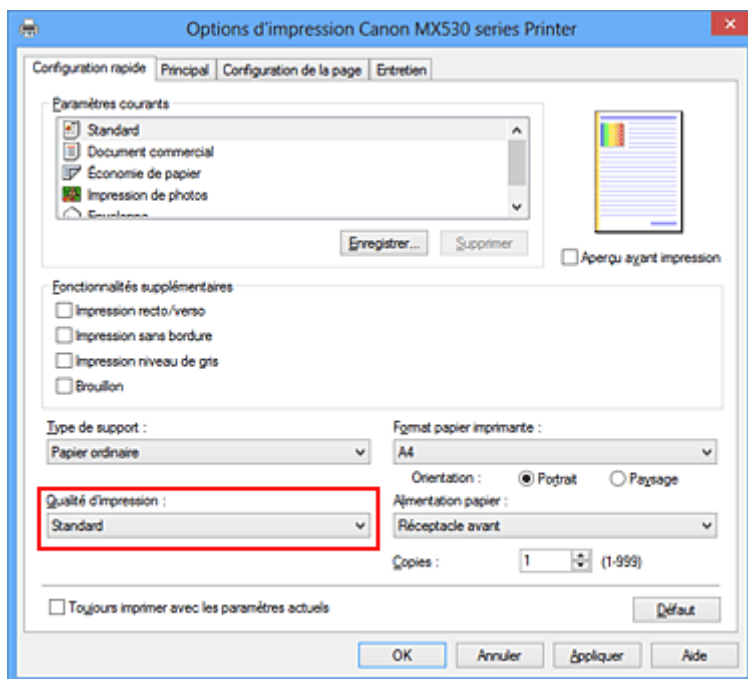 Options d'impression Canon MX530 series Printer
Configuration rapide Principal Configuration de la page Entretien
Paramètres courants
Standard
Document commercial
Économie de papier
Impression de photos
Enveloppe
Enregistrer... Supprimer
Aperçu avant impression
Fonctionnalités supplémentaires
Impression recto/verso
Impression sans bordure
Impression niveau de gris
Brouillon
Type de support :
Papier ordinaire
Format papier imprimante :
A4
Orientation : Portrait Paysage
Qualité d'impression :
Standard
Alimentation papier :
Réceptacle avant
Copies : 1 (1-999)
Toujours imprimer avec les paramètres actuels
Défaut
OK Annuler Appliquer Aide